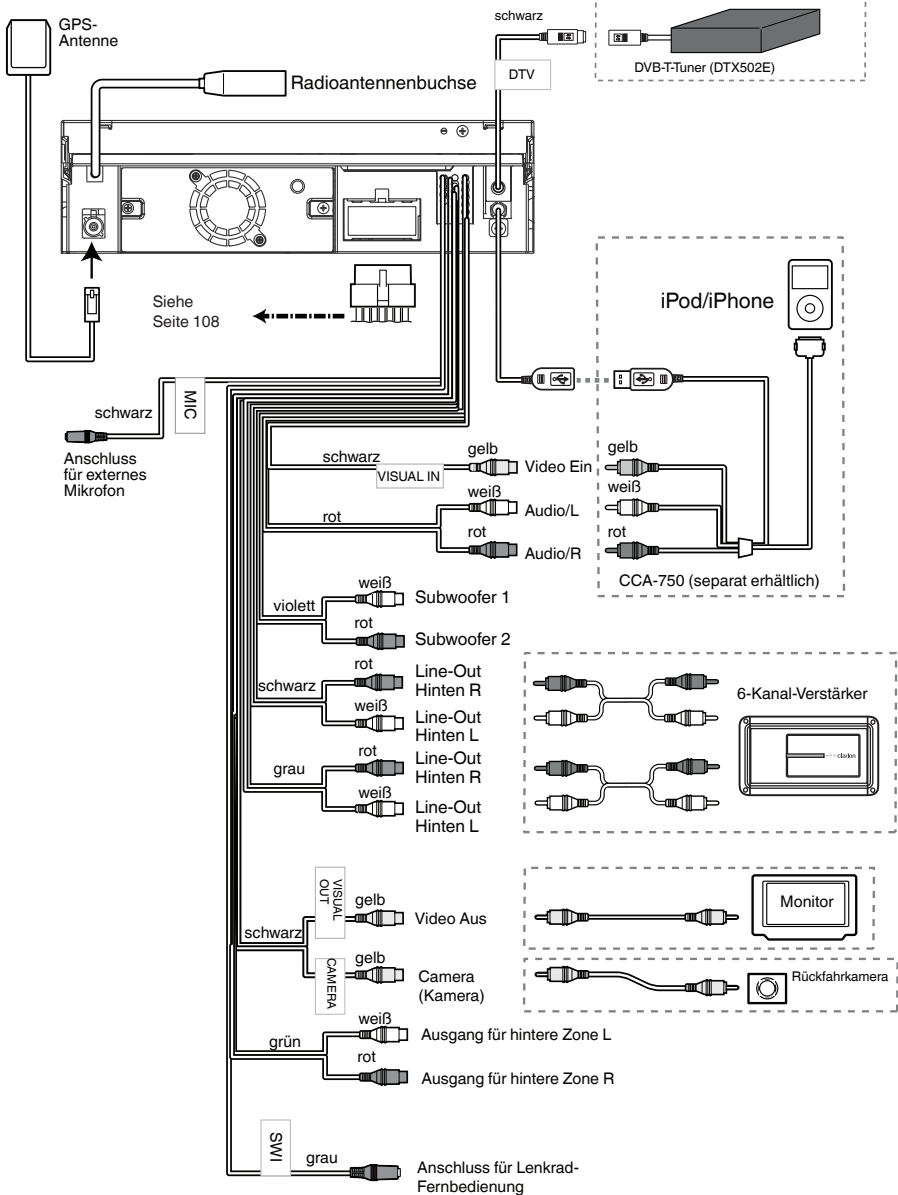 GPS-
Antenne
Radioantennenbuchse
schwarz
DTV
DVB-T-Tuner (DTX502E)
Siehe
Seite 108
iPod/iPhone
schwarz
MIC
Anschluss
für externes
Mikrofon
schwarz
VISUAL IN
gelb
Video Ein
gelb
rot
weiß
Audio/L
weiß
rot
Audio/R
rot
CCA-750 (separat erhältlich)
violett
weiß
Subwoofer 1
rot
Subwoofer 2
schwarz
rot
Line-Out
Hinten R
weiß
Line-Out
Hinten L
grau
rot
Line-Out
Hinten R
weiß
Line-Out
Hinten L
6-Kanal-Verstärker
clarion
schwarz
VISUAL
OUT
gelb
Video Aus
Monitor
CAMERA
gelb
Camera
(Kamera)
Rückfahrkamera
grün
weiß
Ausgang für hintere Zone L
rot
Ausgang für hintere Zone R
SWI
grau
Anschluss für Lenkrad-
Fernbedienung